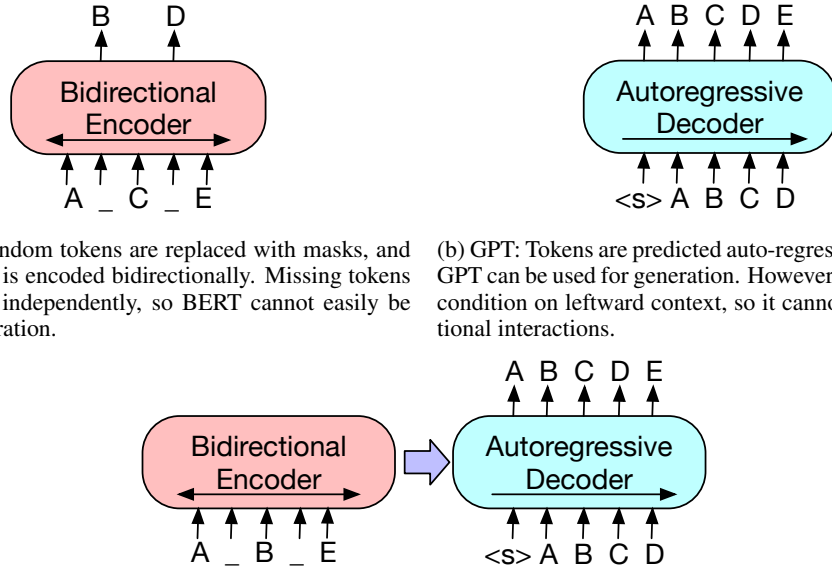 B D
Bidirectional
Encoder
A _ C _ E
A B C D E
Autoregressive
Decoder
<s> A B C D
tokens are replaced with masks, and
is encoded bidirectionally. Missing tokens
independently, so BERT cannot easily be
(b) GPT: Tokens are predicted auto-regres
GPT can be used for generation. However
condition on leftward context, so it canno
tional interactions.
Bidirectional
Encoder
A _ B _ E
A B C D E
Autoregressive
Decoder
<s> A B C D